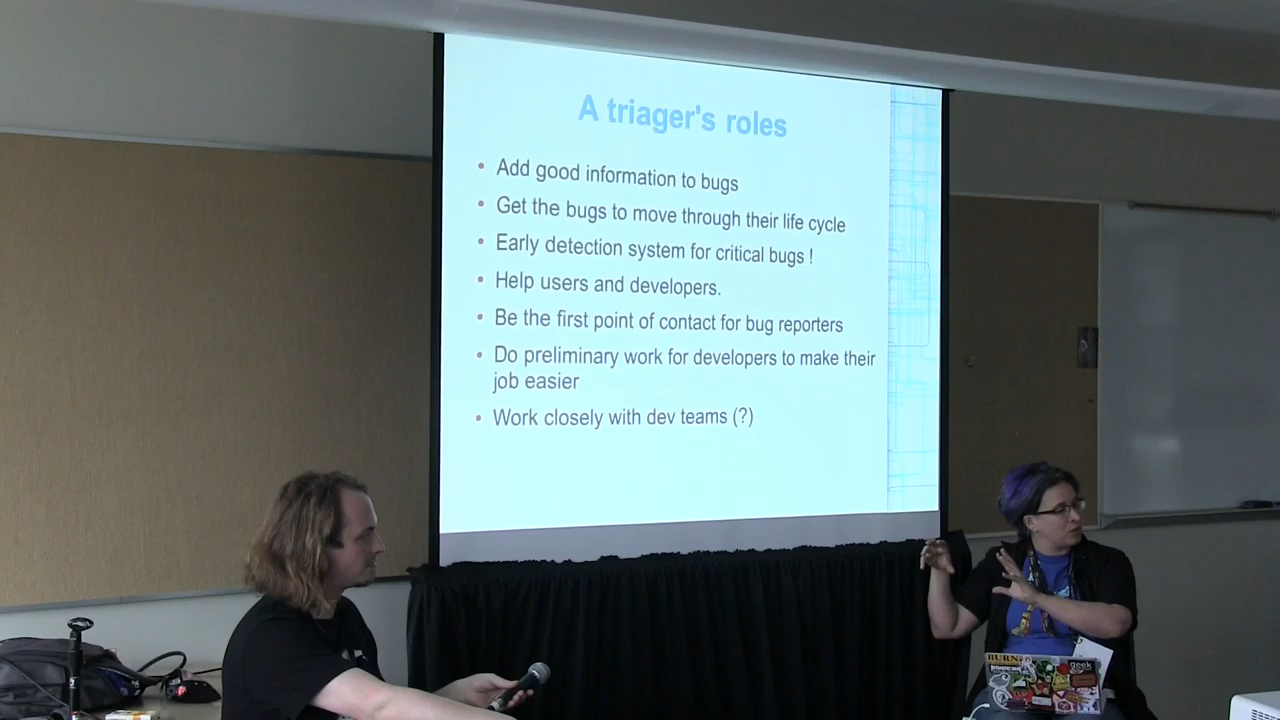 A triager's roles
• Add good information to bugs
• Get the bugs to move through their life cycle
• Early detection system for critical bugs !
• Help users and developers.
• Be the first point of contact for bug reporters
• Do preliminary work for developers to make their
job easier
• Work closely with dev teams (?)
BURN
geek